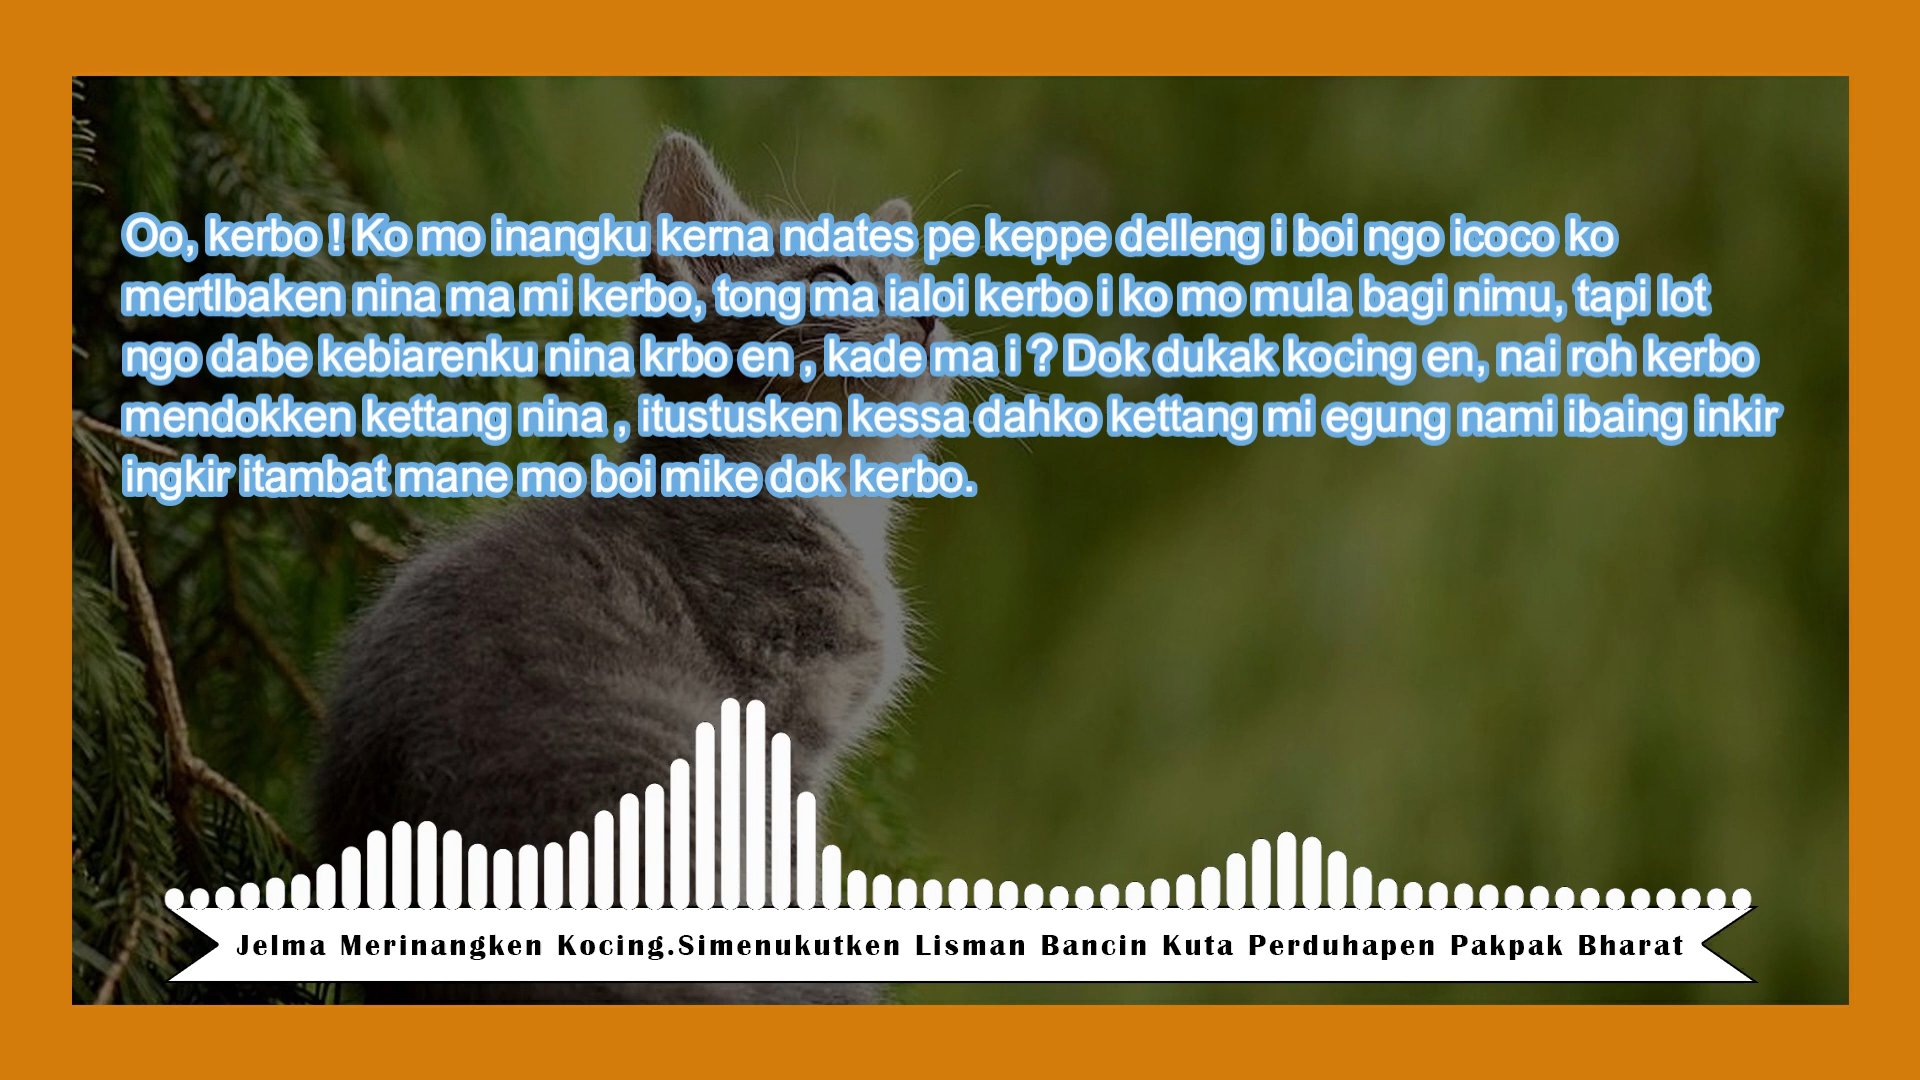 Oo, kerbo ! Ko mo inangku kerna ndates pe keppe delleng i boi ngo icoco ko
mertlbaken nina ma mi kerbo, tong ma ialoi kerbo i ko mo mula bagi nimu, tapi lot
ngo dabe kebiarenku nina krbo en , kade ma i ? Dok dukak kocing en, nai roh kerbo
mendokken kettang nina , itustusken kessa dahko kettang mi egung nami ibaing inkir
ingkir itambat mane mo boi mike dok kerbo.
Jelma Merinangken Kocing.Simenukutken Lisman Bancin Kuta Perduhapen Pakpak Bharat